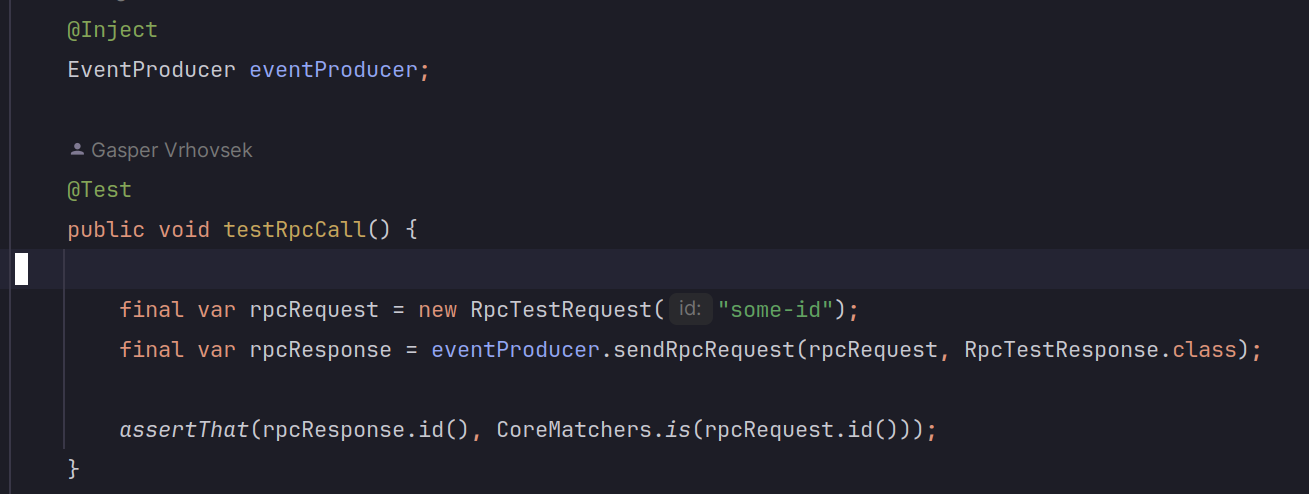 @Inject
EventProducer eventProducer;
Gasper Vrhovsek
@Test
public void testRpcCall() {
final var rpcRequest = new RpcTestRequest( id: "some-id");
final var rpcResponse = eventProducer.sendRpcRequest(rpcRequest, RpcTestResponse.class);
assertThat(rpcResponse.id(), CoreMatchers.is(rpcRequest.id()));
}